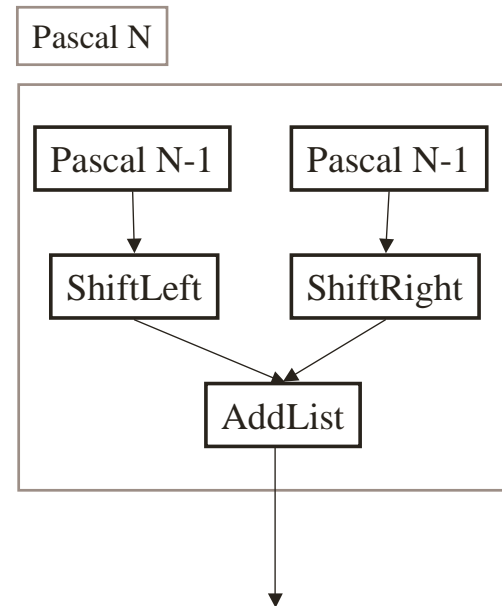 Pascal N
Pascal N-1
Pascal N-1
ShiftLeft
ShiftRight
AddList